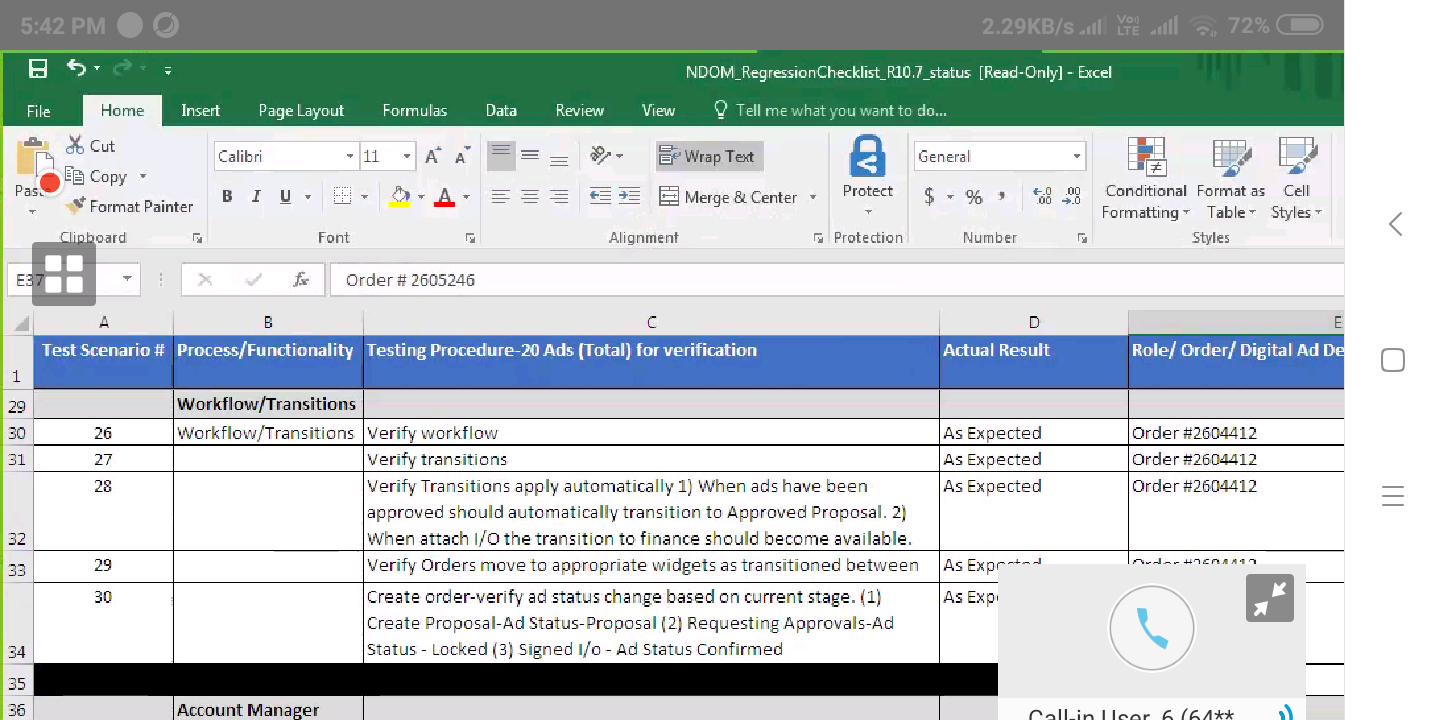 5:42 PM 2.29KB/s Vo) LTE 72%
NDOM_RegressionChecklist_R10.7_status [Read-Only] - Excel
File Home Insert Page Layout Formulas Data Review View Tell me what you want to do...
Cut
Copy
Format Painter
Clipboard
Calibri 11
B I U A
Font
Wrap Text
Merge & Center
Alignment
Protect
Protection
General
$ %
Number
Conditional Formatting
Format as Table
Cell Styles
Styles
E37 fx Order # 2605246
A B C D E
1 Test Scenario # Process/Functionality Testing Procedure-20 Ads (Total) for verification Actual Result Role/ Order/ Digital Ad De
29 Workflow/Transitions
30 26 Workflow/Transitions Verify workflow As Expected Order #2604412
31 27 Verify transitions As Expected Order #2604412
28 Verify Transitions apply automatically 1) When ads have been As Expected Order #2604412
approved should automatically transition to Approved Proposal. 2)
32 When attach I/O the transition to finance should become available.
33 29 Verify Orders move to appropriate widgets as transitioned between As Expected Order #2604412
30 Create order-verify ad status change based on current stage. (1) As Exp
Create Proposal-Ad Status-Proposal (2) Requesting Approvals-Ad
34 Status - Locked (3) Signed I/o - Ad Status Confirmed
35
36 Account Manager
Call-in User 6 (64**